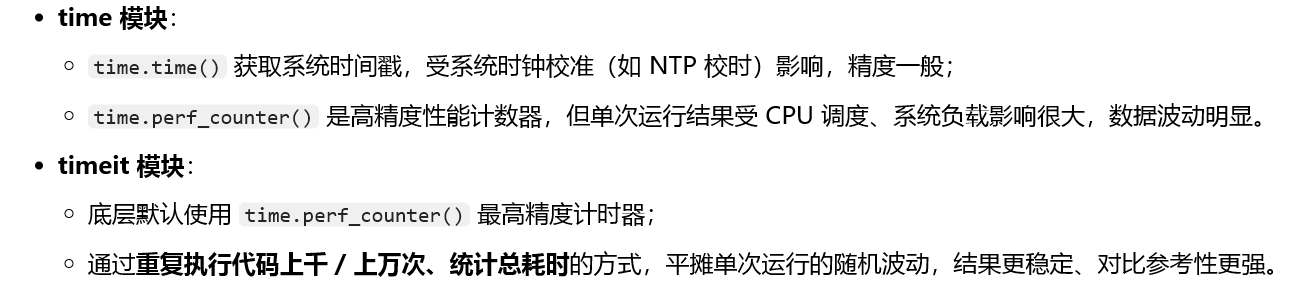 • time 模块：
○ time.time() 获取系统时间戳，受系统时钟校准（如 NTP 校时）影响，精度一般；
○ time.perf_counter() 是高精度性能计数器，但单次运行结果受 CPU 调度、系统负载影响很大，数据波动明显。
• timeit 模块：
○ 底层默认使用 time.perf_counter() 最高精度计时器；
○ 通过重复执行代码上千 / 上万次、统计总耗时的方式，平摊单次运行的随机波动，结果更稳定、对比参考性更强。